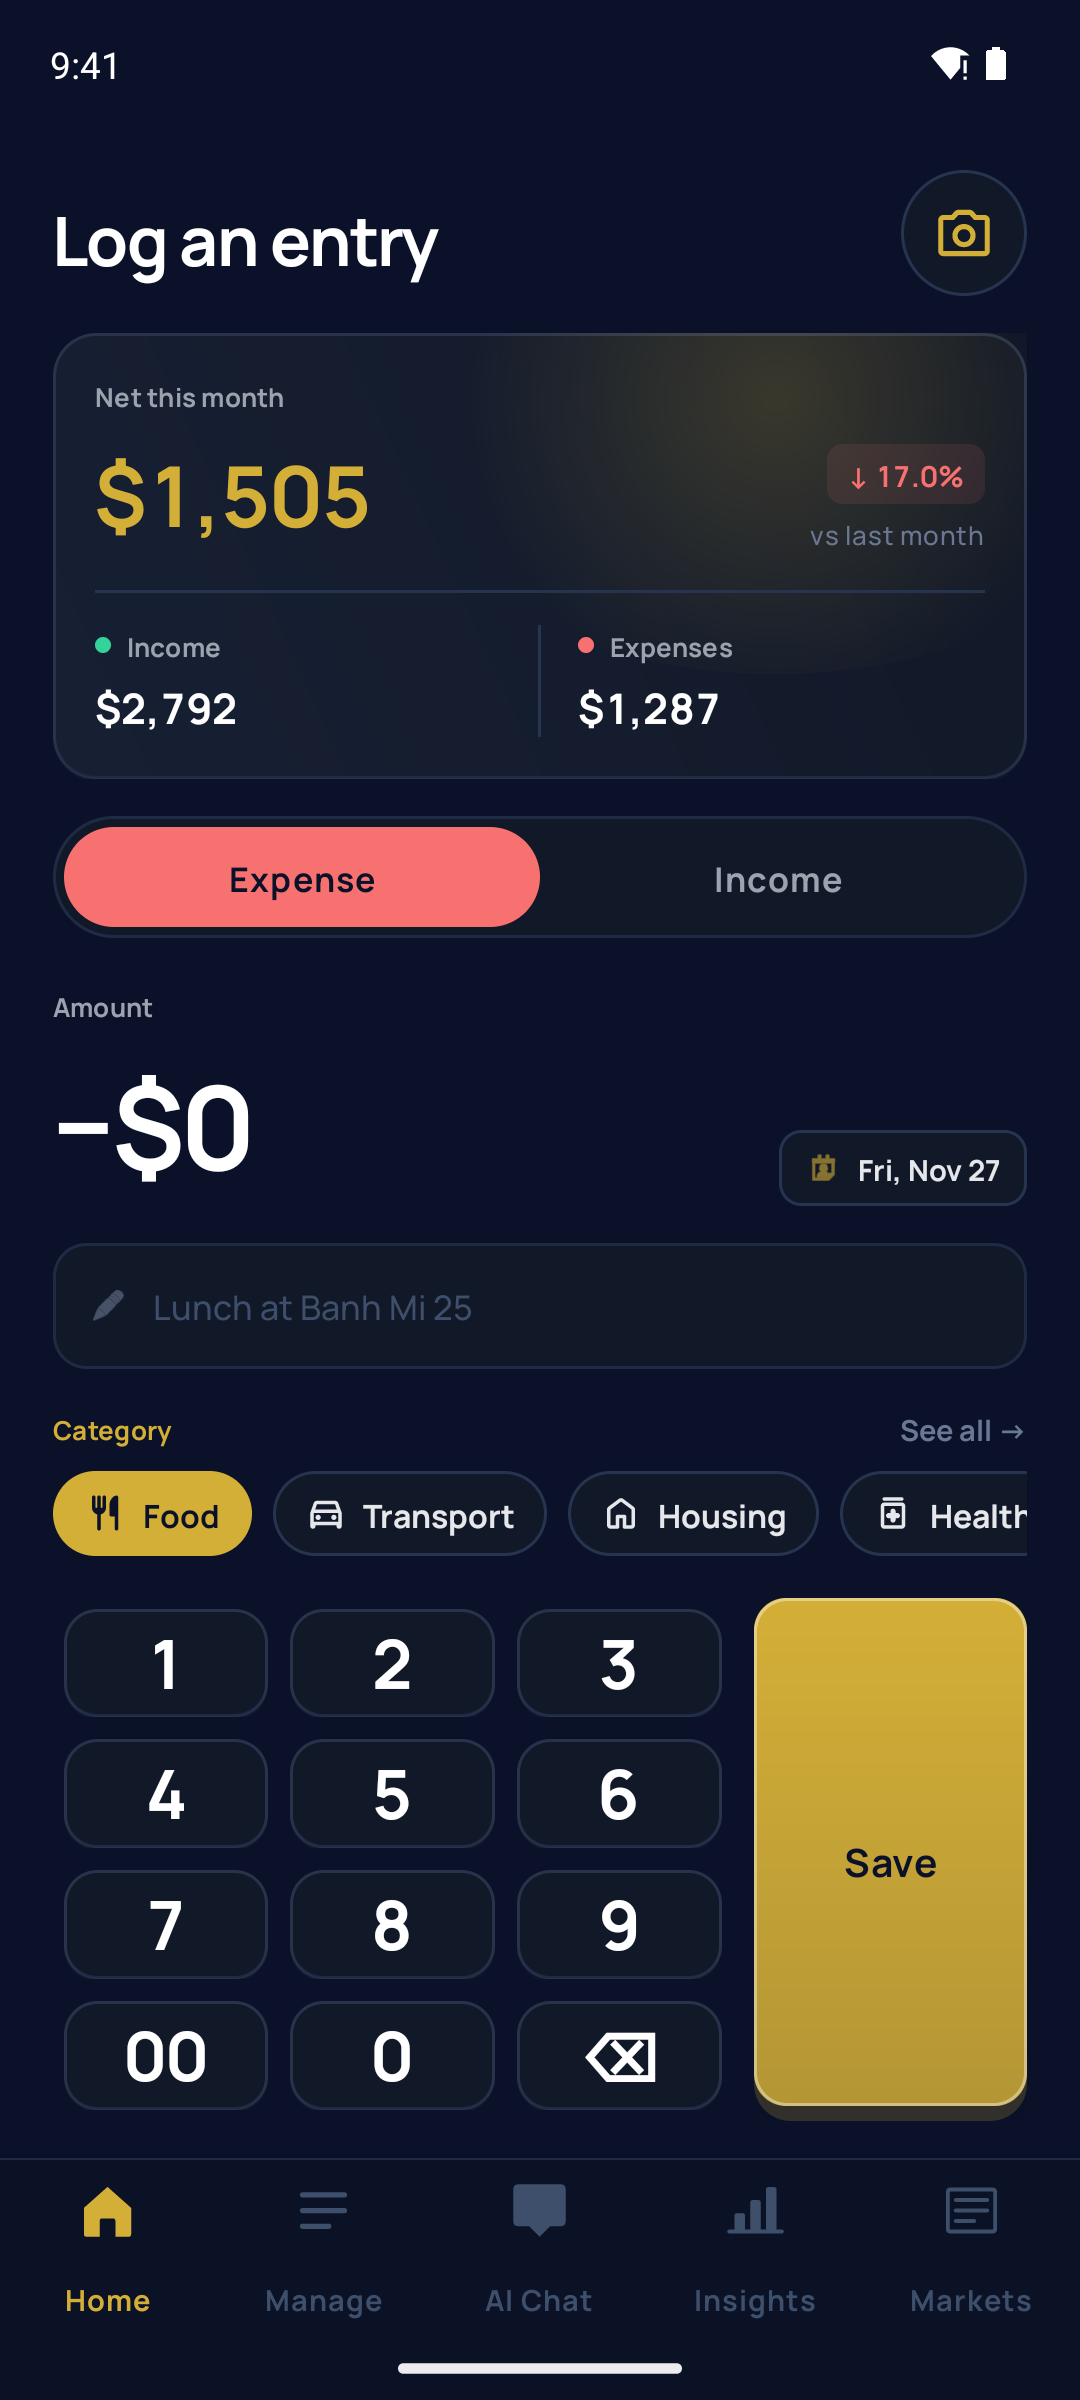 9:41
Log an entry
Net this month
$1,505
↓ 17.0%
vs last month
Income
$2,792
Expenses
$1,287
Expense
Income
Amount
−$0
Fri, Nov 27
Lunch at Banh Mi 25
Category
See all →
Food
Transport
Housing
Health
1
2
3
4
5
6
7
8
9
00
0
Save
Home
Manage
AI Chat
Insights
Markets